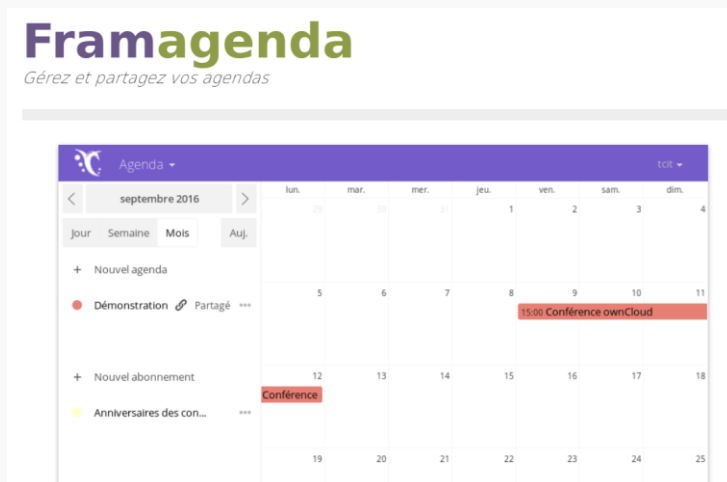 Framagenda
Gérez et partagez vos agendas
Agenda
tcit
septembre 2016
lun. mar. mer. jeu. ven. sam. dim.
29 30 31 1 2 3 4
Jour Semaine Mois Auj.
+ Nouvel agenda
5 6 7 8 9 10 11
Démonstration Partagé •••
15:00 Conférence ownCloud
+ Nouvel abonnement
12 13 14 15 16 17 18
Conférence
Anniversaires des con... •••
19 20 21 22 23 24 25